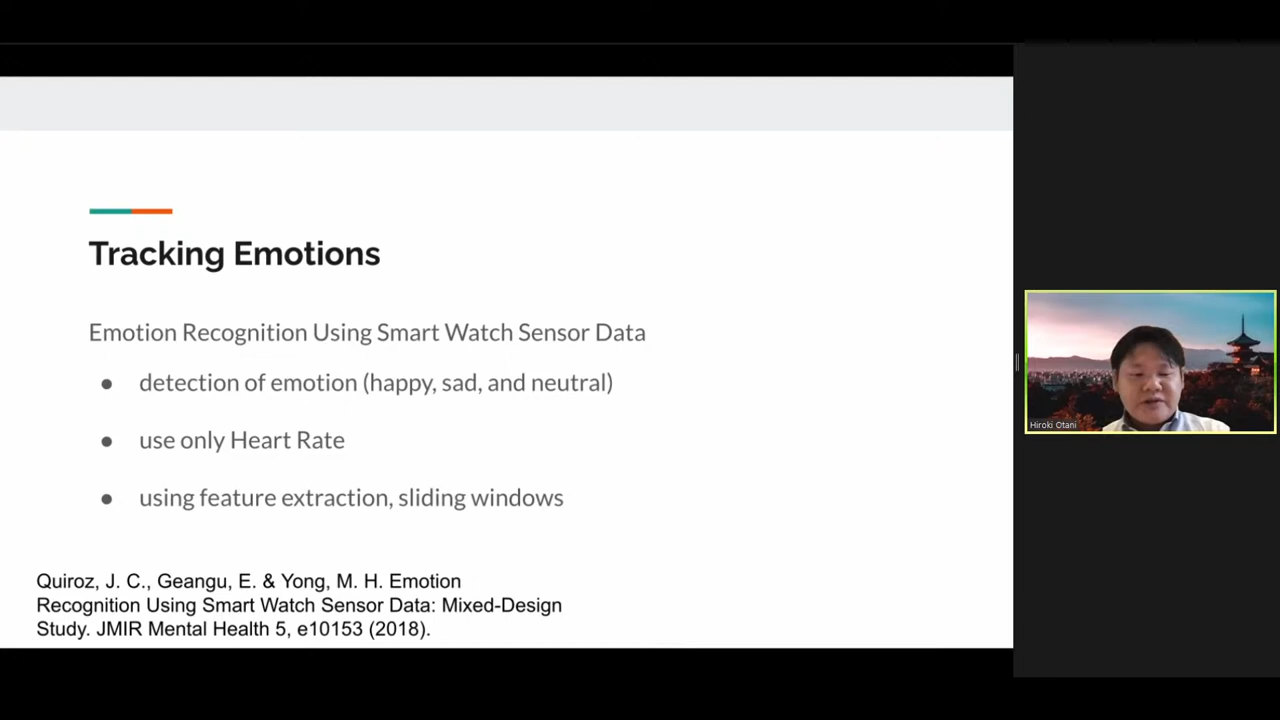 Tracking Emotions
Emotion Recognition Using Smart Watch Sensor Data
● detection of emotion (happy, sad, and neutral)
● use only Heart Rate
● using feature extraction, sliding windows
Quiroz, J. C., Geangu, E. & Yong, M. H. Emotion
Recognition Using Smart Watch Sensor Data: Mixed-Design
Study. JMIR Mental Health 5, e10153 (2018).
Hiroki Otani